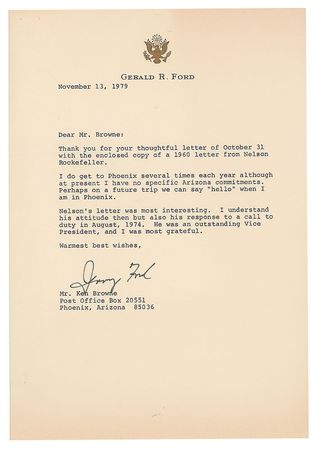 GERALD R. FORD
November 13, 1979
Dear Mr. Browne:
Thank you for your thoughtful letter of October 31
with the enclosed copy of a 1960 letter from Nelson
Rockefeller.
I do get to Phoenix several times each year although
at present I have no specific Arizona commitments.
Perhaps on a future trip we can say "hello" when I
am in Phoenix.
Nelson's letter was most interesting. I understand
his attitude then but also his response to a call to
duty in August, 1974. He was an outstanding Vice
President, and I was most grateful.
Warmest best wishes,
Jerry Ford
Mr. Ken Browne
Post Office Box 20551
Phoenix, Arizona 85036